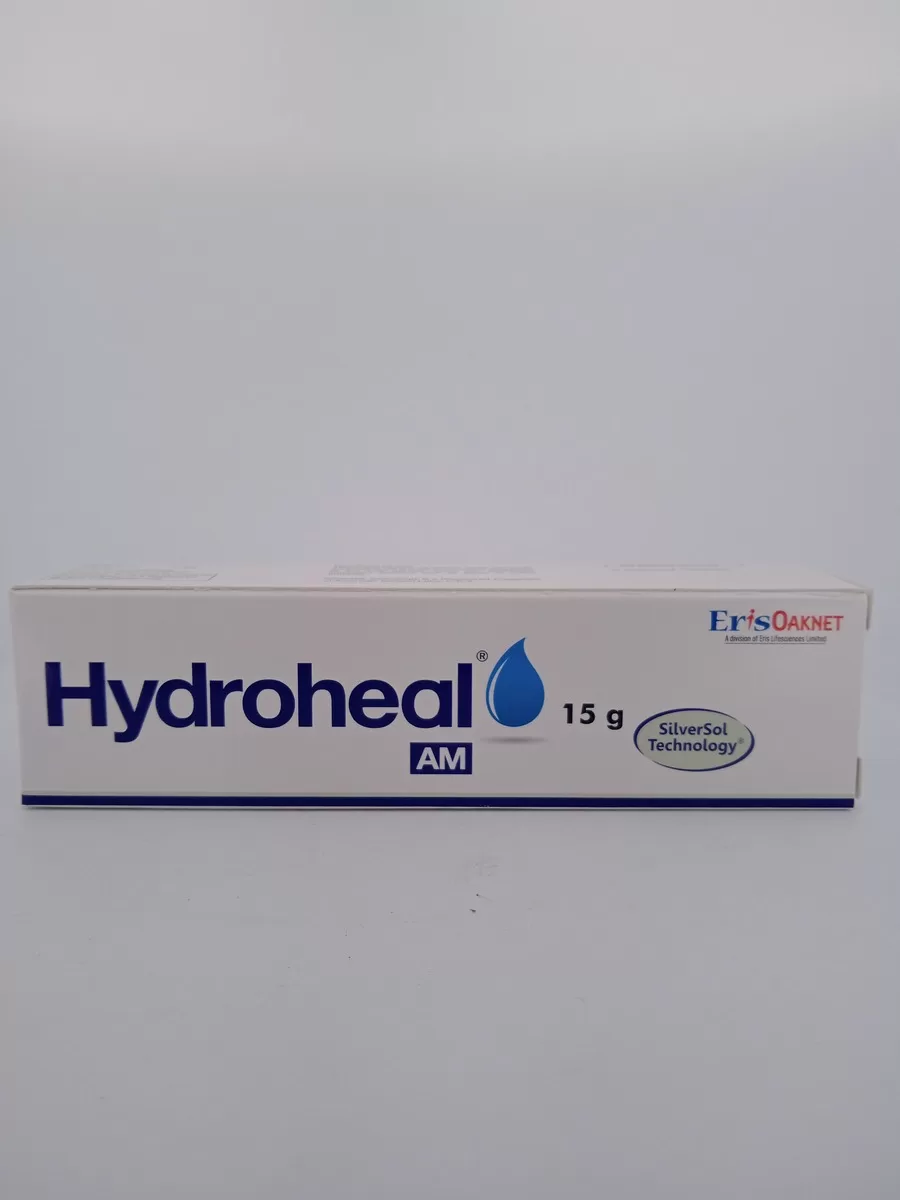 ErisOAKNET
A division of Eris Lifesciences Limited
Hydroheal®
AM
15 g
SilverSol
Technology®